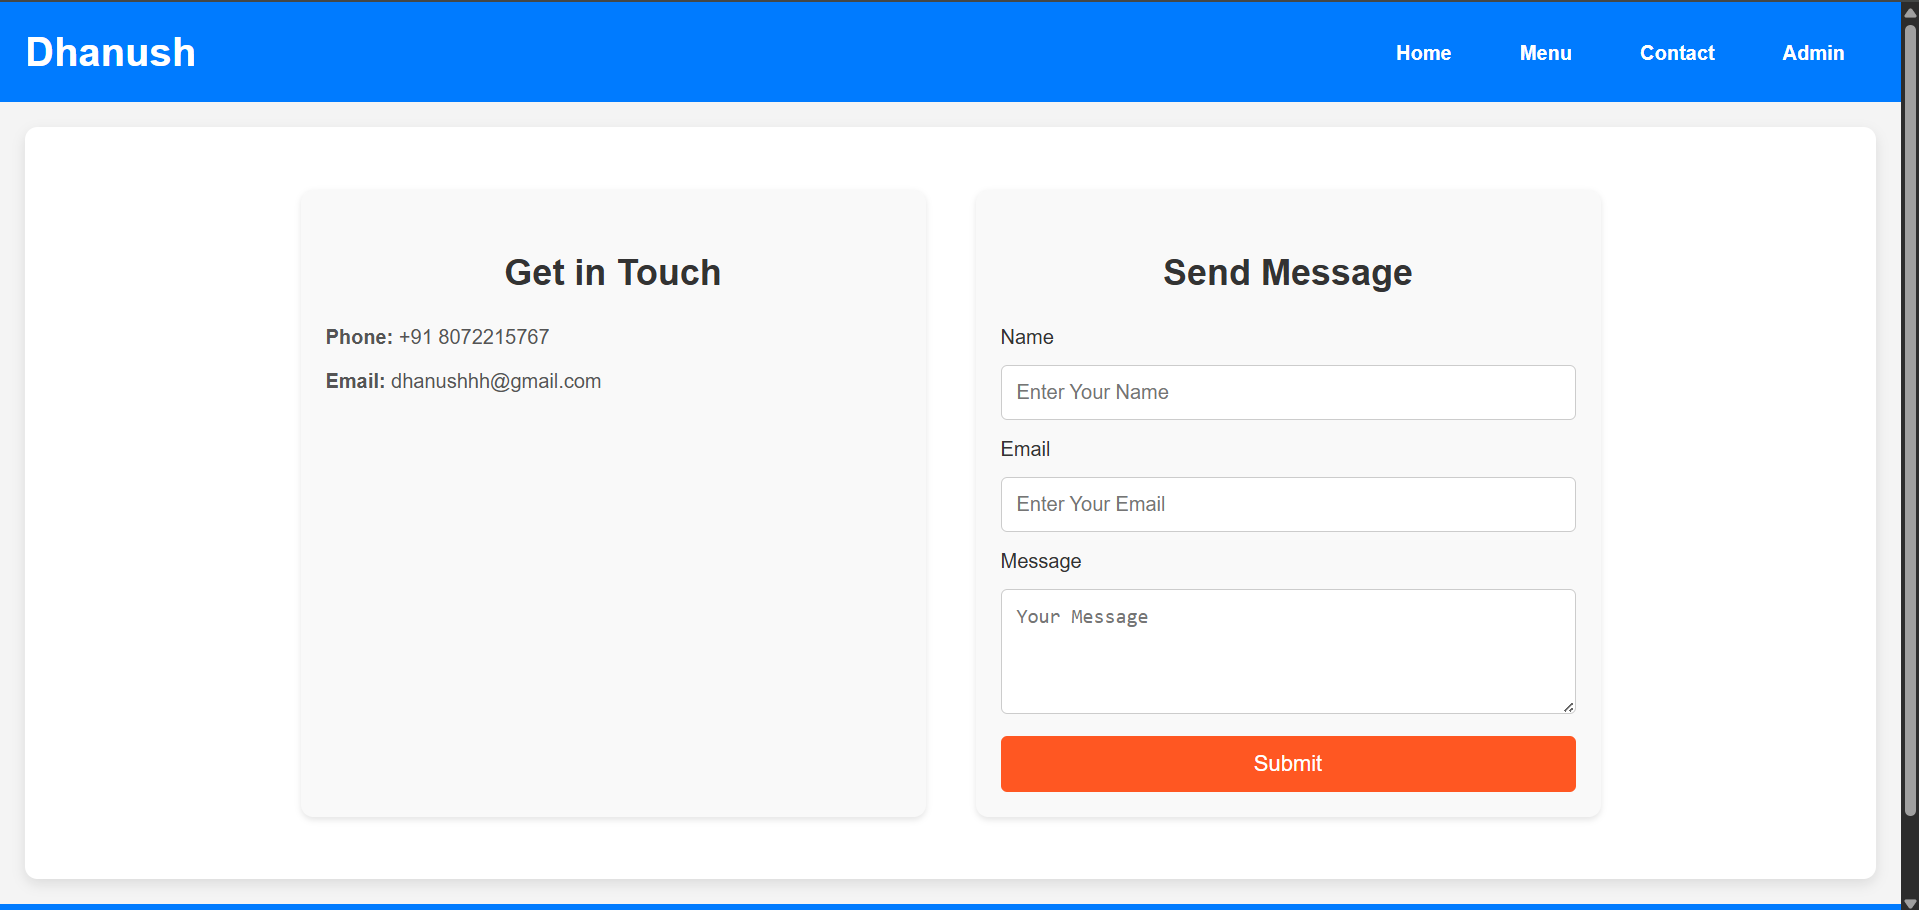 Dhanush
Home Menu Contact Admin
Get in Touch
Phone: +91 8072215767
Email: dhanushhh@gmail.com
Send Message
Name
Enter Your Name
Email
Enter Your Email
Message
Your Message
Submit